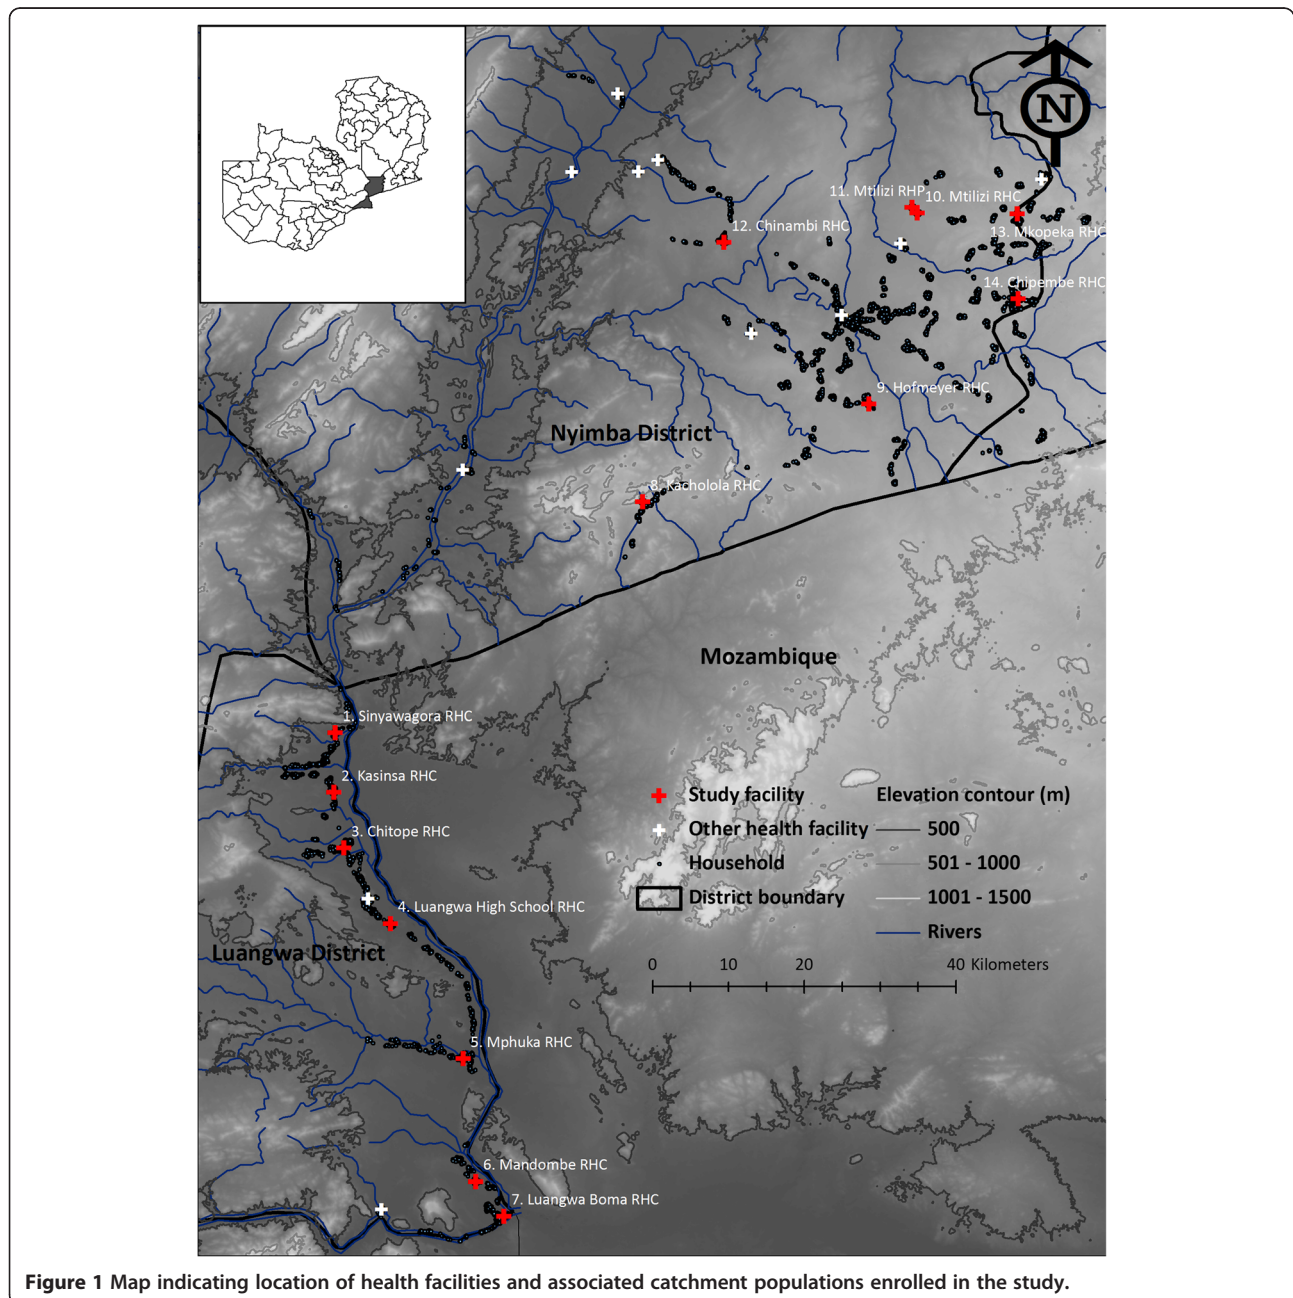 N
11. Mtilizi RHP
10. Mtilizi RHC
12. Chinambi RHC
13. Mkopeka RHC
14. Chipembe RHC
9. Hofmeyer RHC
Nyimba District
8. Kacholola RHC
Mozambique
1. Sinyawagora RHC
2. Kasinsa RHC
3. Chitope RHC
4. Luangwa High School RHC
Luangwa District
5. Mphuka RHC
6. Mandombe RHC
7. Luangwa Boma RHC
Study facility
Other health facility
Household
District boundary
Elevation contour (m)
500
501 - 1000
1001 - 1500
Rivers
0 10 20 40 Kilometers
Figure 1 Map indicating location of health facilities and associated catchment populations enrolled in the study.